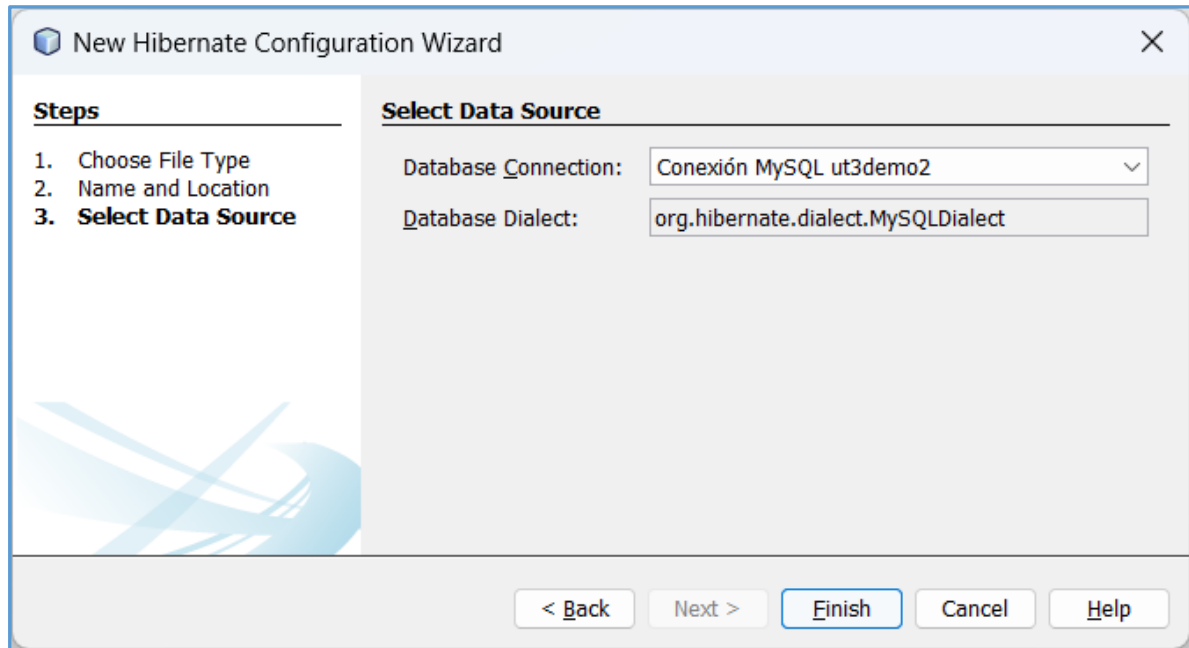 New Hibernate Configuration Wizard
Steps
1. Choose File Type
2. Name and Location
3. Select Data Source
Select Data Source
Database Connection: Conexión MySQL ut3demo2
Database Dialect: org.hibernate.dialect.MySQLDialect
< Back Next > Finish Cancel Help